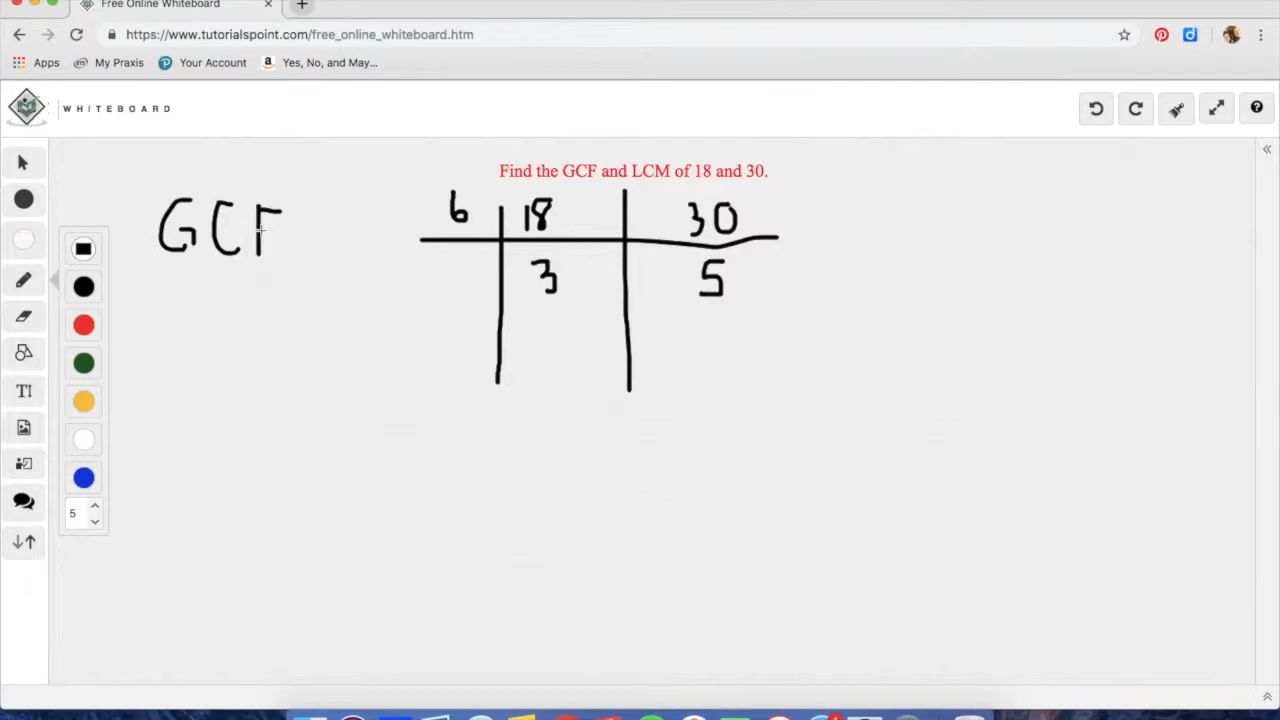 Free Online Whiteboard
https://www.tutorialspoint.com/free_online_whiteboard.htm
Apps My Praxis Your Account Yes, No, and May...
WHITEBOARD
Find the GCF and LCM of 18 and 30.
GCF 6 18 30
3 5
5